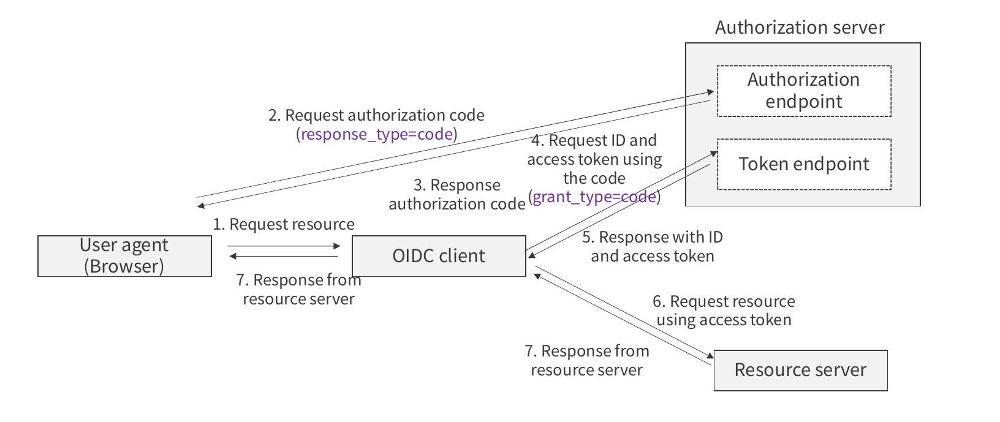 Authorization server
Authorization
endpoint
2. Request authorization code
(response_type=code)
4. Request ID and
access token using
the code
(grant_type=code)
Token endpoint
3. Response
authorization code
1. Request resource
User agent
(Browser)
OIDC client
5. Response with ID
and access token
7. Response from
resource server
6. Request resource
using access token
7. Response from
resource server
Resource server